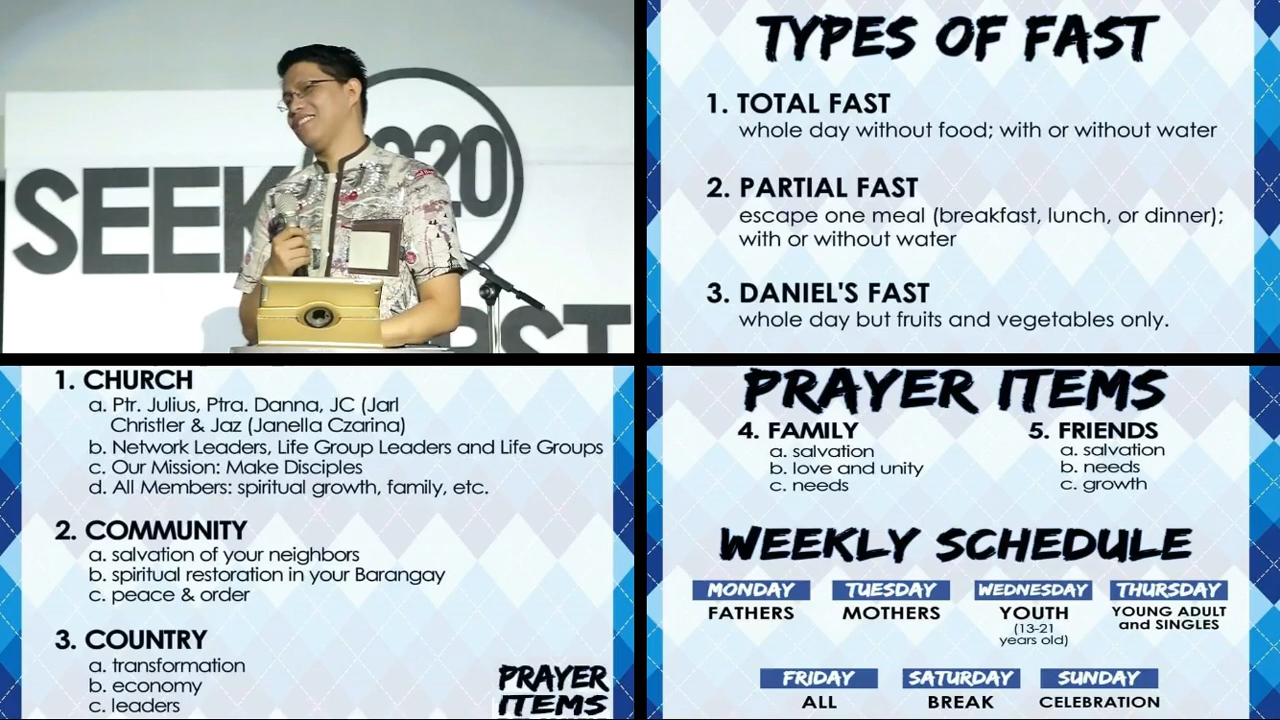 SEEK
2020
RST
TYPES OF FAST
1. TOTAL FAST
whole day without food; with or without water
2. PARTIAL FAST
escape one meal (breakfast, lunch, or dinner);
with or without water
3. DANIEL'S FAST
whole day but fruits and vegetables only.
1. CHURCH
a. Ptr. Julius, Ptra. Danna, JC (Jarl
Christler & Jaz (Janella Czarina)
b. Network Leaders, Life Group Leaders and Life Groups
c. Our Mission: Make Disciples
d. All Members: spiritual growth, family, etc.
2. COMMUNITY
a. salvation of your neighbors
b. spiritual restoration in your Barangay
c. peace & order
3. COUNTRY
a. transformation
b. economy
c. leaders
PRAYER
ITEMS
PRAYER ITEMS
4. FAMILY
a. salvation
b. love and unity
c. needs
5. FRIENDS
a. salvation
b. needs
c. growth
WEEKLY SCHEDULE
MONDAY
FATHERS
TUESDAY
MOTHERS
WEDNESDAY
YOUTH
(13-21
years old)
THURSDAY
YOUNG ADULT
and SINGLES
FRIDAY
ALL
SATURDAY
BREAK
SUNDAY
CELEBRATION